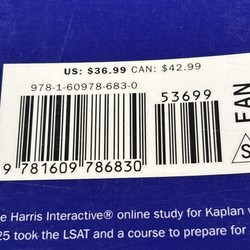 US: $36.99 CAN: $42.99
978-1-60978-683-0
53699
9 781609 786830
EAN
e Harris Interactive® online study for Kaplan
25 took the LSAT and a course to prepare for